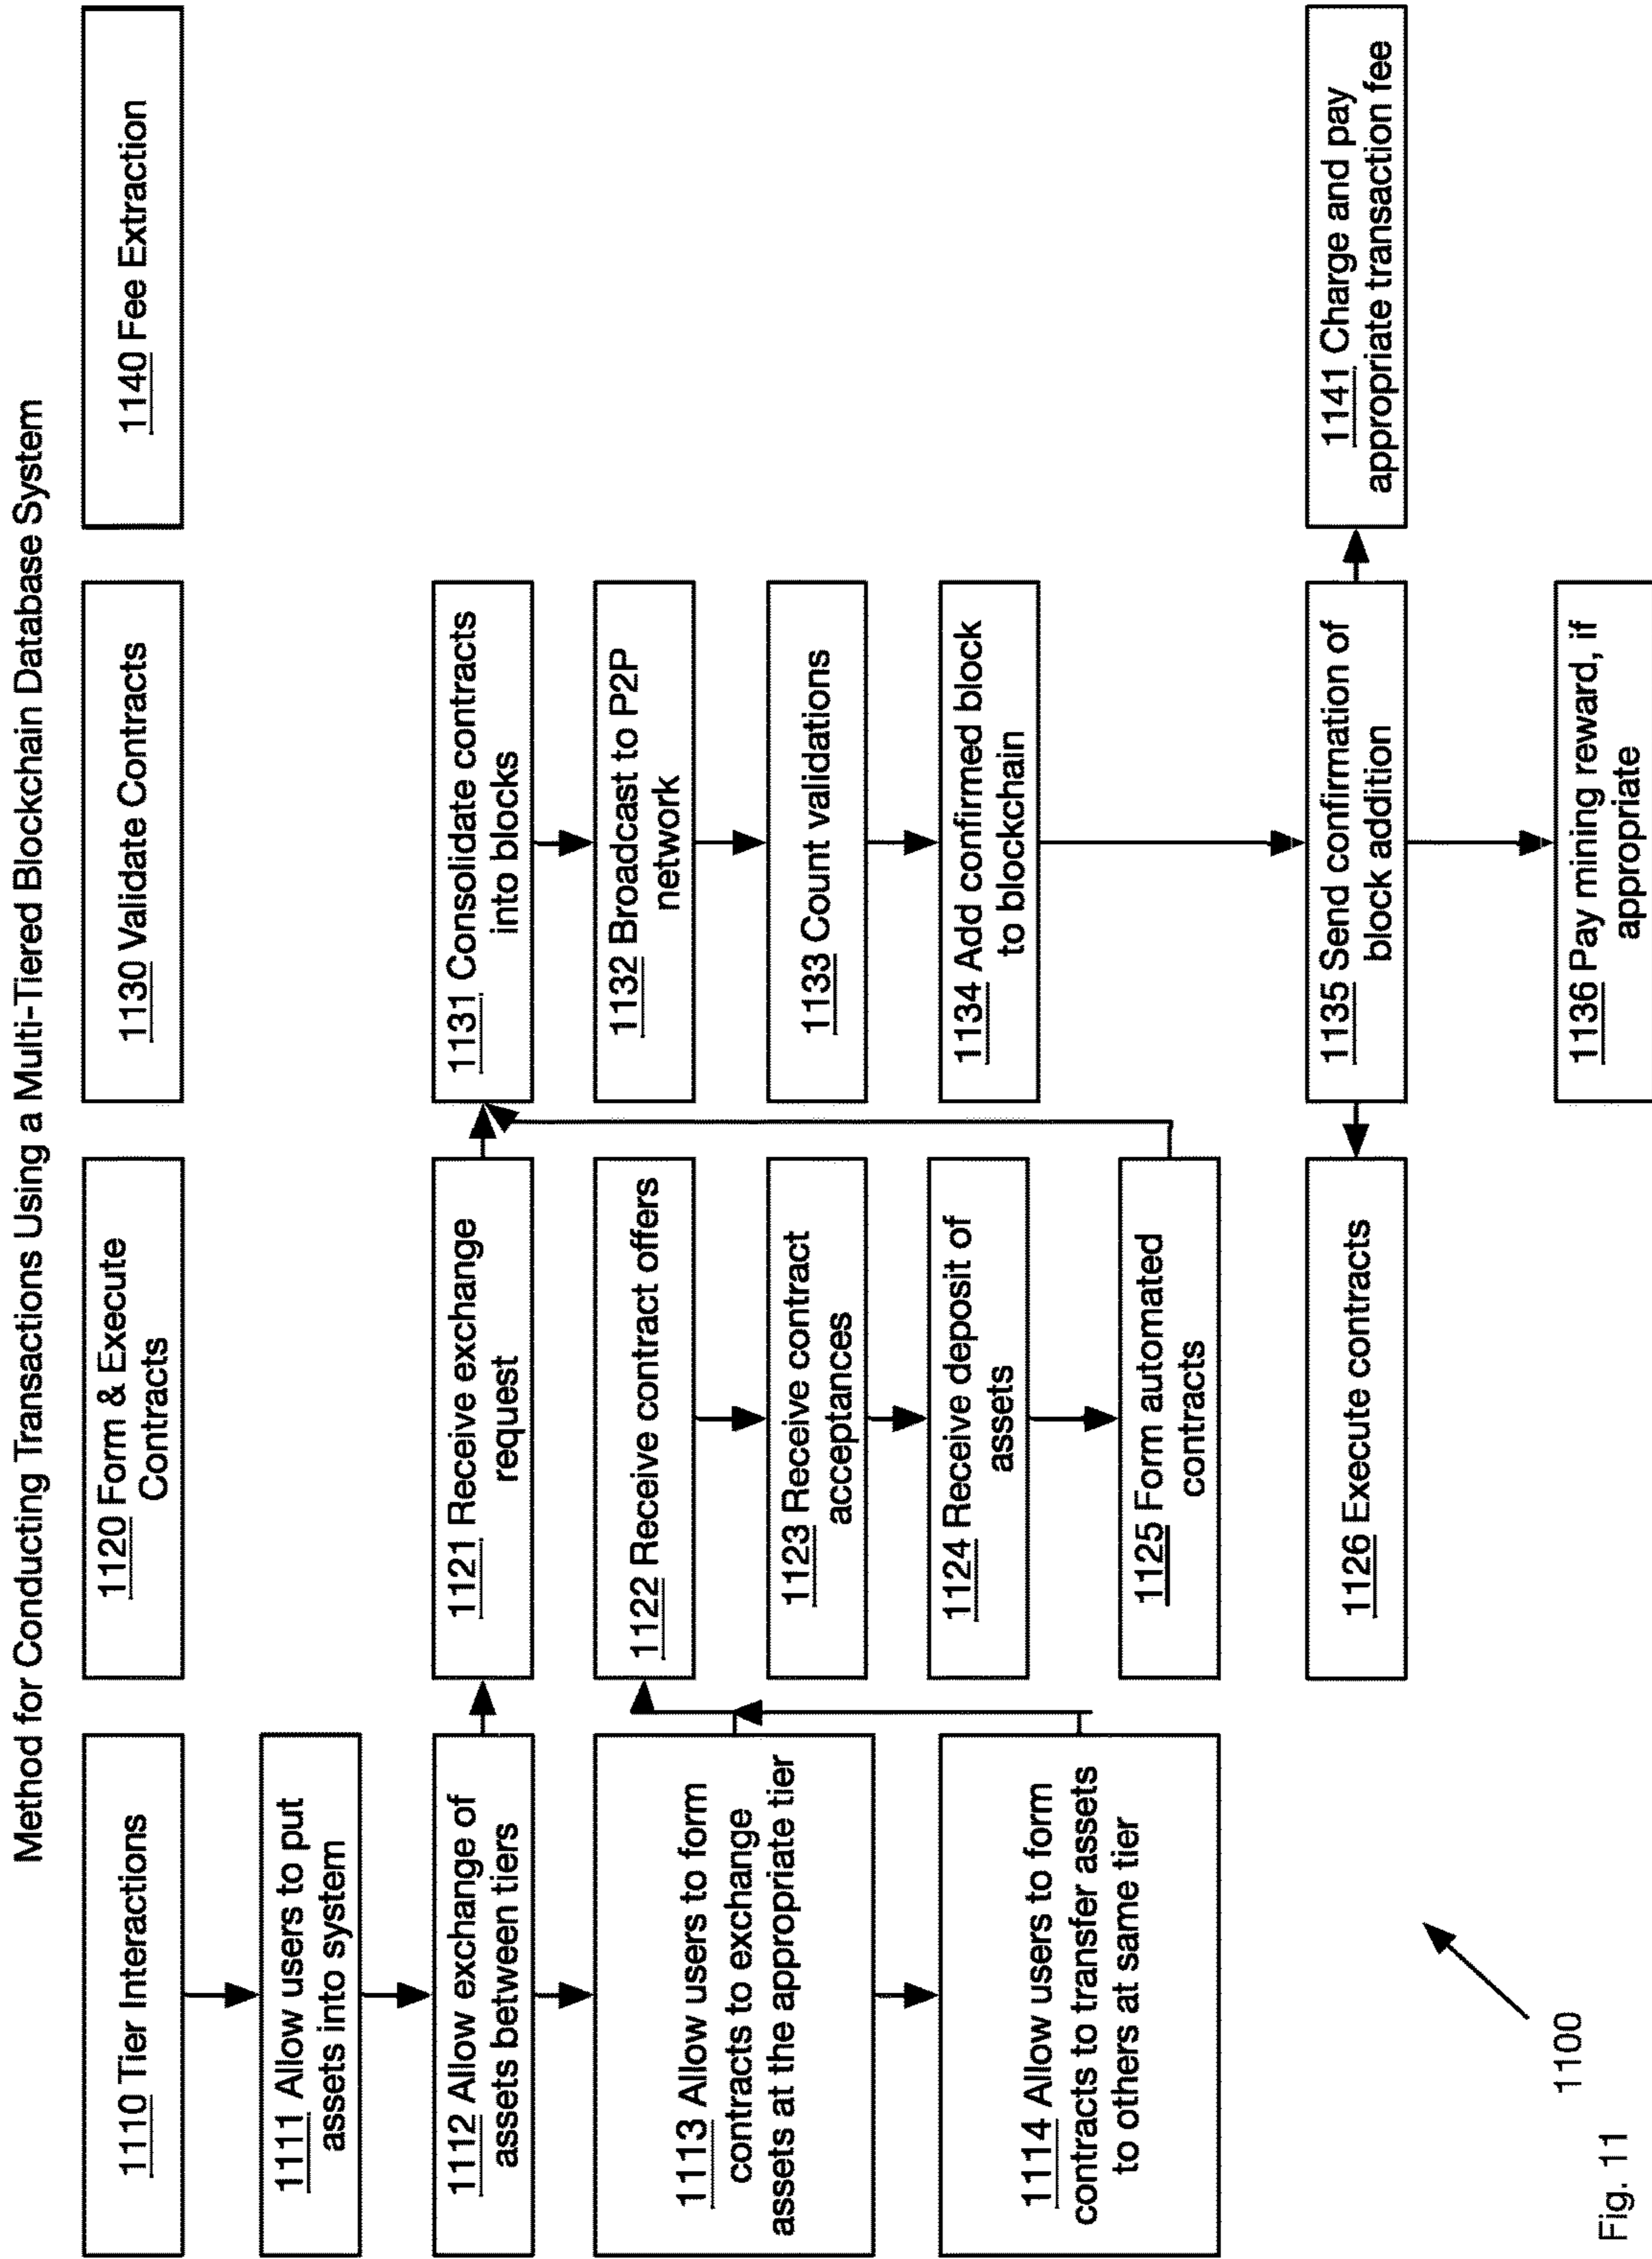 Method for Conducting Transactions Using a Multi-Tiered Blockchain Database System
1110 Tier Interactions
1120 Form & Execute
Contracts
1130 Validate Contracts
1140 Fee Extraction
1111 Allow users to put
assets into system
1112 Allow exchange of
assets between tiers
1121 Receive exchange
request
1131 Consolidate contracts
into blocks
1113 Allow users to form
contracts to exchange
assets at the appropriate tier
1122 Receive contract offers
1132 Broadcast to P2P
network
1123 Receive contract
acceptances
1133 Count validations
1114 Allow users to form
contracts to transfer assets
to others at same tier
1124 Receive deposit of
assets
1134 Add confirmed block
to blockchain
1125 Form automated
contracts
1126 Execute contracts
1135 Send confirmation of
block addition
1141 Charge and pay
appropriate transaction fee
1136 Pay mining reward, if
appropriate
1100
Fig. 11